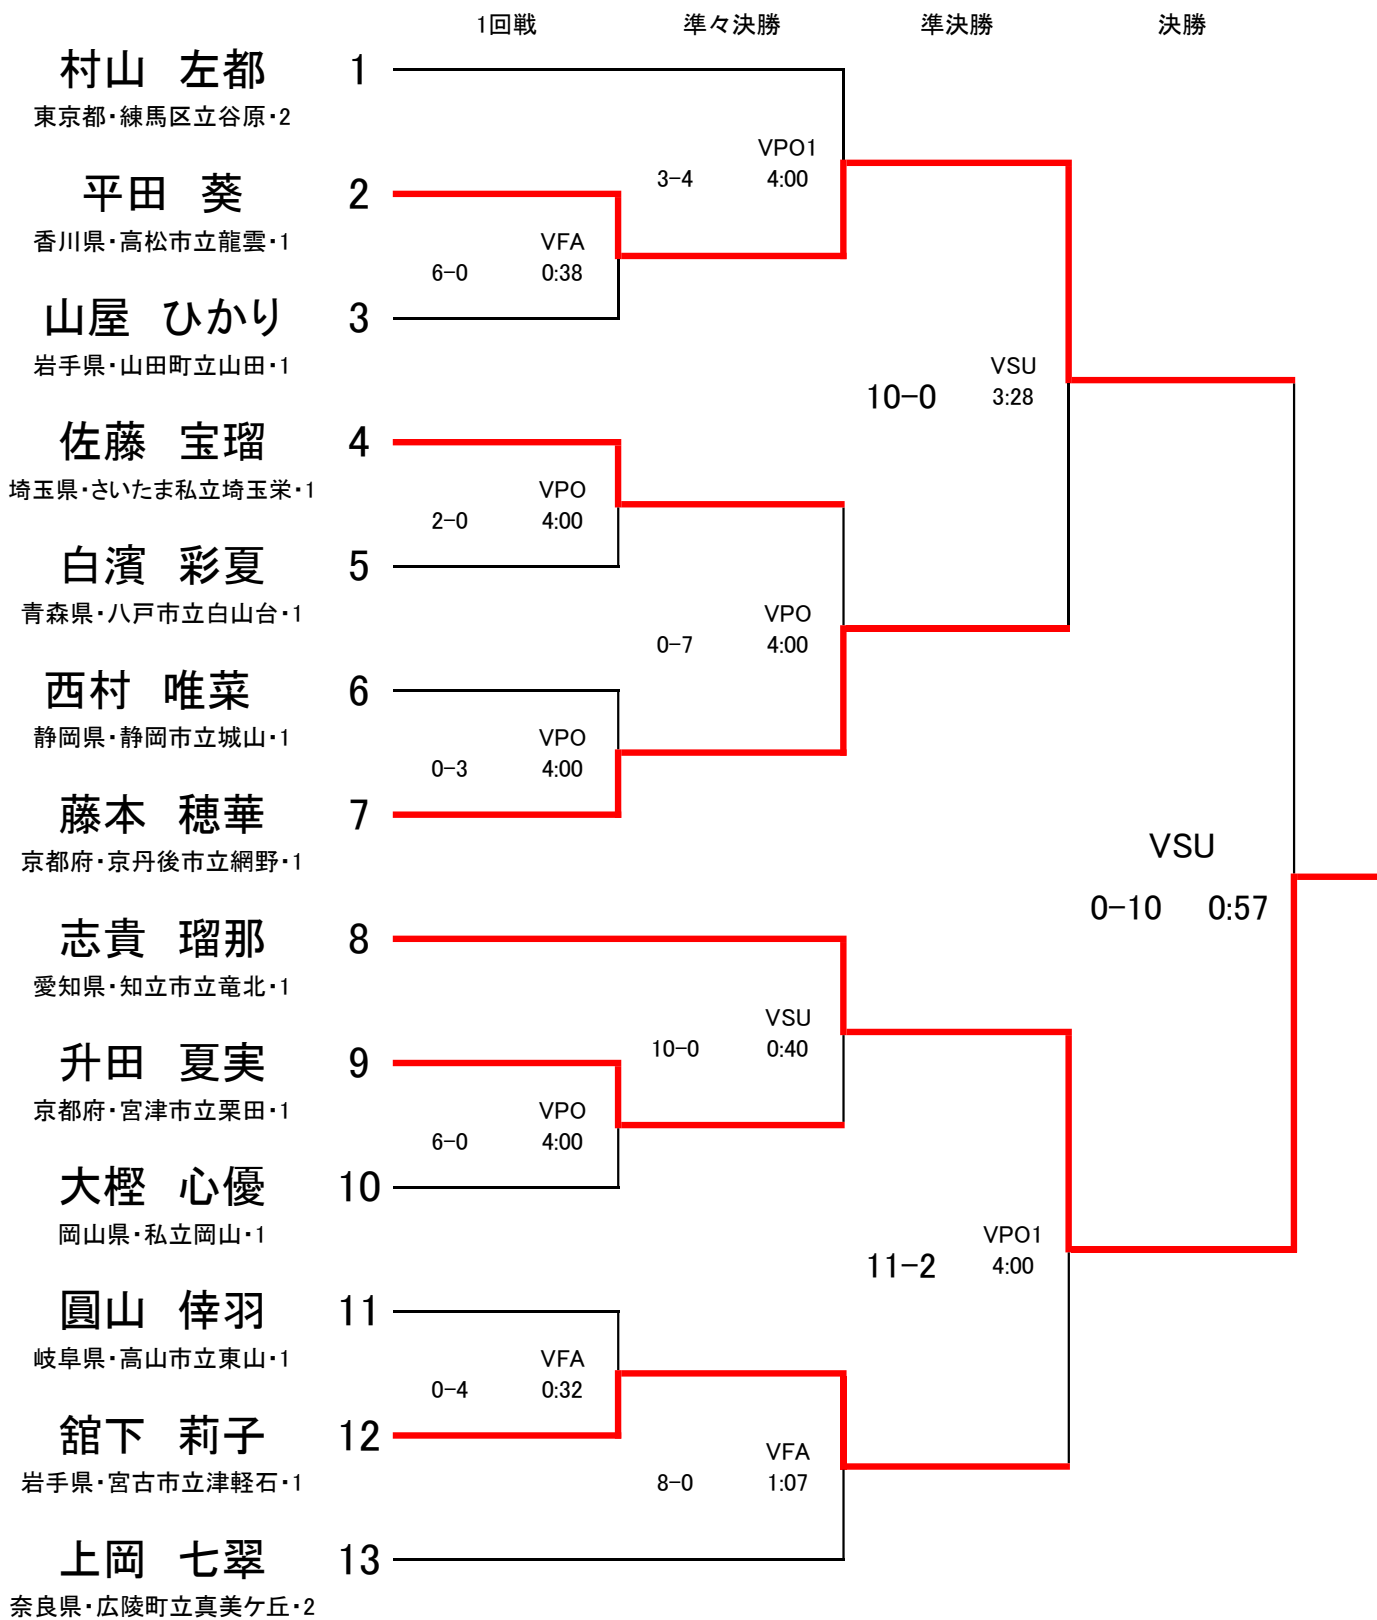 1回戦 準々決勝 準決勝 決勝
村山 左都 1
東京都・練馬区立谷原・2
VPO1
3-4 4:00
平田 葵 2
香川県・高松市立龍雲・1
VFA
6-0 0:38
山屋 ひかり 3
岩手県・山田町立山田・1
VSU
10-0 3:28
佐藤 宝瑠 4
埼玉県・さいたま私立埼玉栄・1
VPO
2-0 4:00
白濱 彩夏 5
青森県・八戸市立白山台・1
VPO
0-7 4:00
西村 唯菜 6
静岡県・静岡市立城山・1
VPO
0-3 4:00
藤本 穂華 7
京都府・京丹後市立網野・1
VSU
0-10 0:57
志貴 瑠那 8
愛知県・知立市立竜北・1
VSU
10-0 0:40
升田 夏実 9
京都府・宮津市立栗田・1
VPO
6-0 4:00
大樫 心優 10
岡山県・私立岡山・1
VPO1
11-2 4:00
圓山 倖羽 11
岐阜県・高山市立東山・1
VFA
0-4 0:32
舘下 莉子 12
岩手県・宮古市立津軽石・1
VFA
8-0 1:07
上岡 七翠 13
奈良県・広陵町立真美ケ丘・2